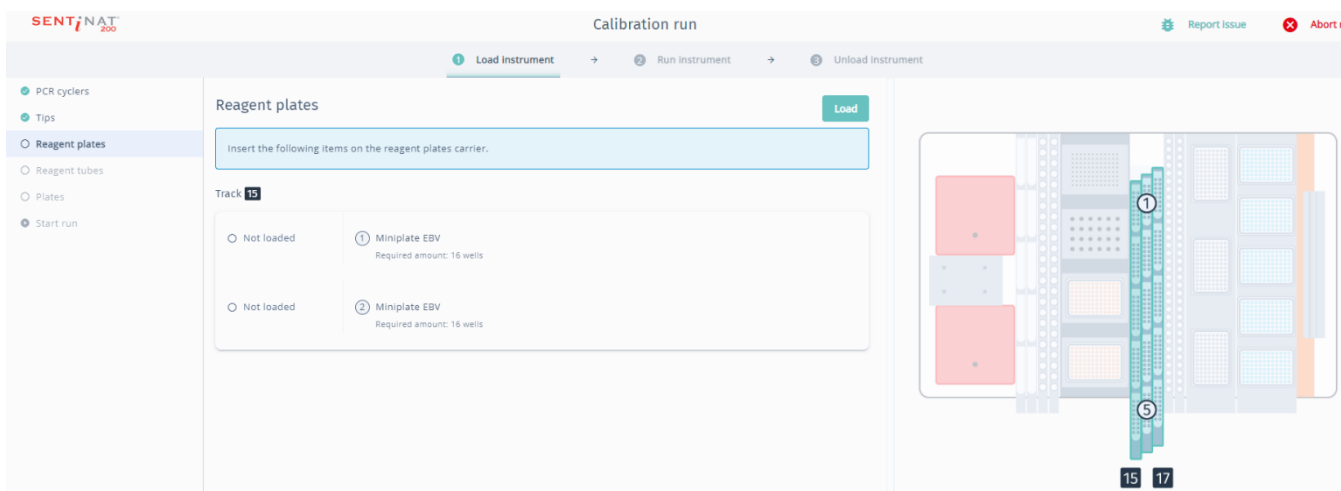 SENTiNAT 200
Calibration run
Report issue
Abort
1 Load instrument → 2 Run instrument → 3 Unload instrument
PCR cyclers
Tips
Reagent plates
Reagent tubes
Plates
Start run
Reagent plates
Load
Insert the following items on the reagent plates carrier.
Track 15
Not loaded
1 Miniplate EBV
Required amount: 16 wells
Not loaded
2 Miniplate EBV
Required amount: 16 wells
1
5
15 17